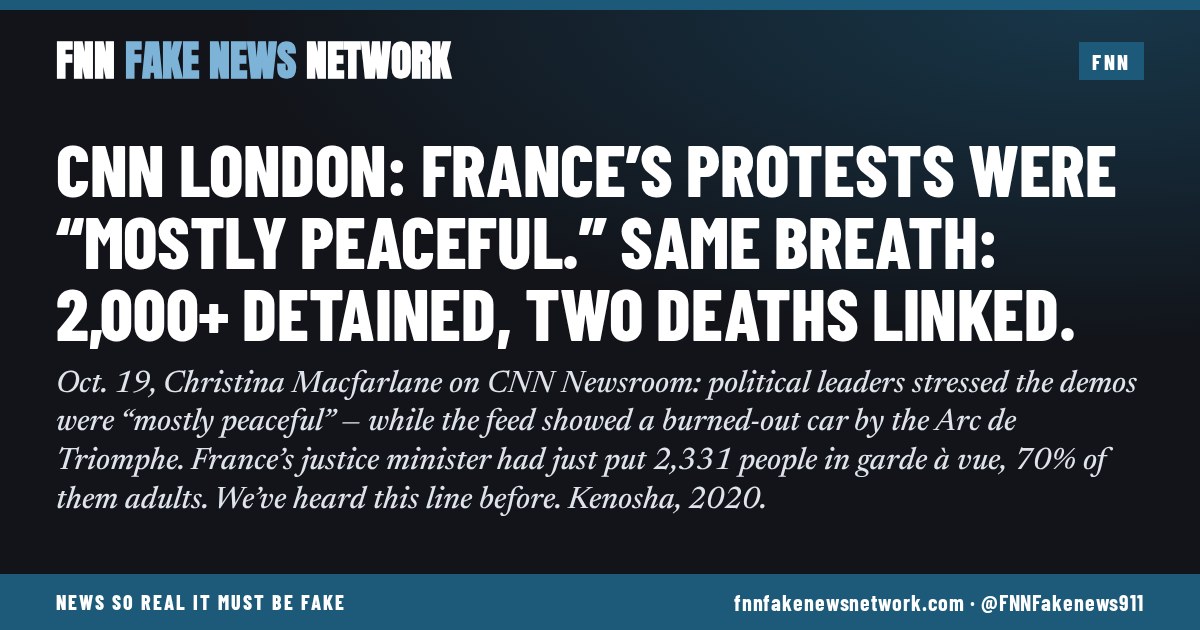 FNN FAKE NEWS NETWORK
FNN
CNN LONDON: FRANCE’S PROTESTS WERE
“MOSTLY PEACEFUL.” SAME BREATH:
2,000+ DETAINED, TWO DEATHS LINKED.
Oct. 19, Christina Macfarlane on CNN Newsroom: political leaders stressed the demos
were “mostly peaceful” — while the feed showed a burned-out car by the Arc de
Triomphe. France’s justice minister had just put 2,331 people in garde à vue, 70% of
them adults. We’ve heard this line before. Kenosha, 2020.
NEWS SO REAL IT MUST BE FAKE
fnnfakenewsnetwork.com · @FNNFakenews911